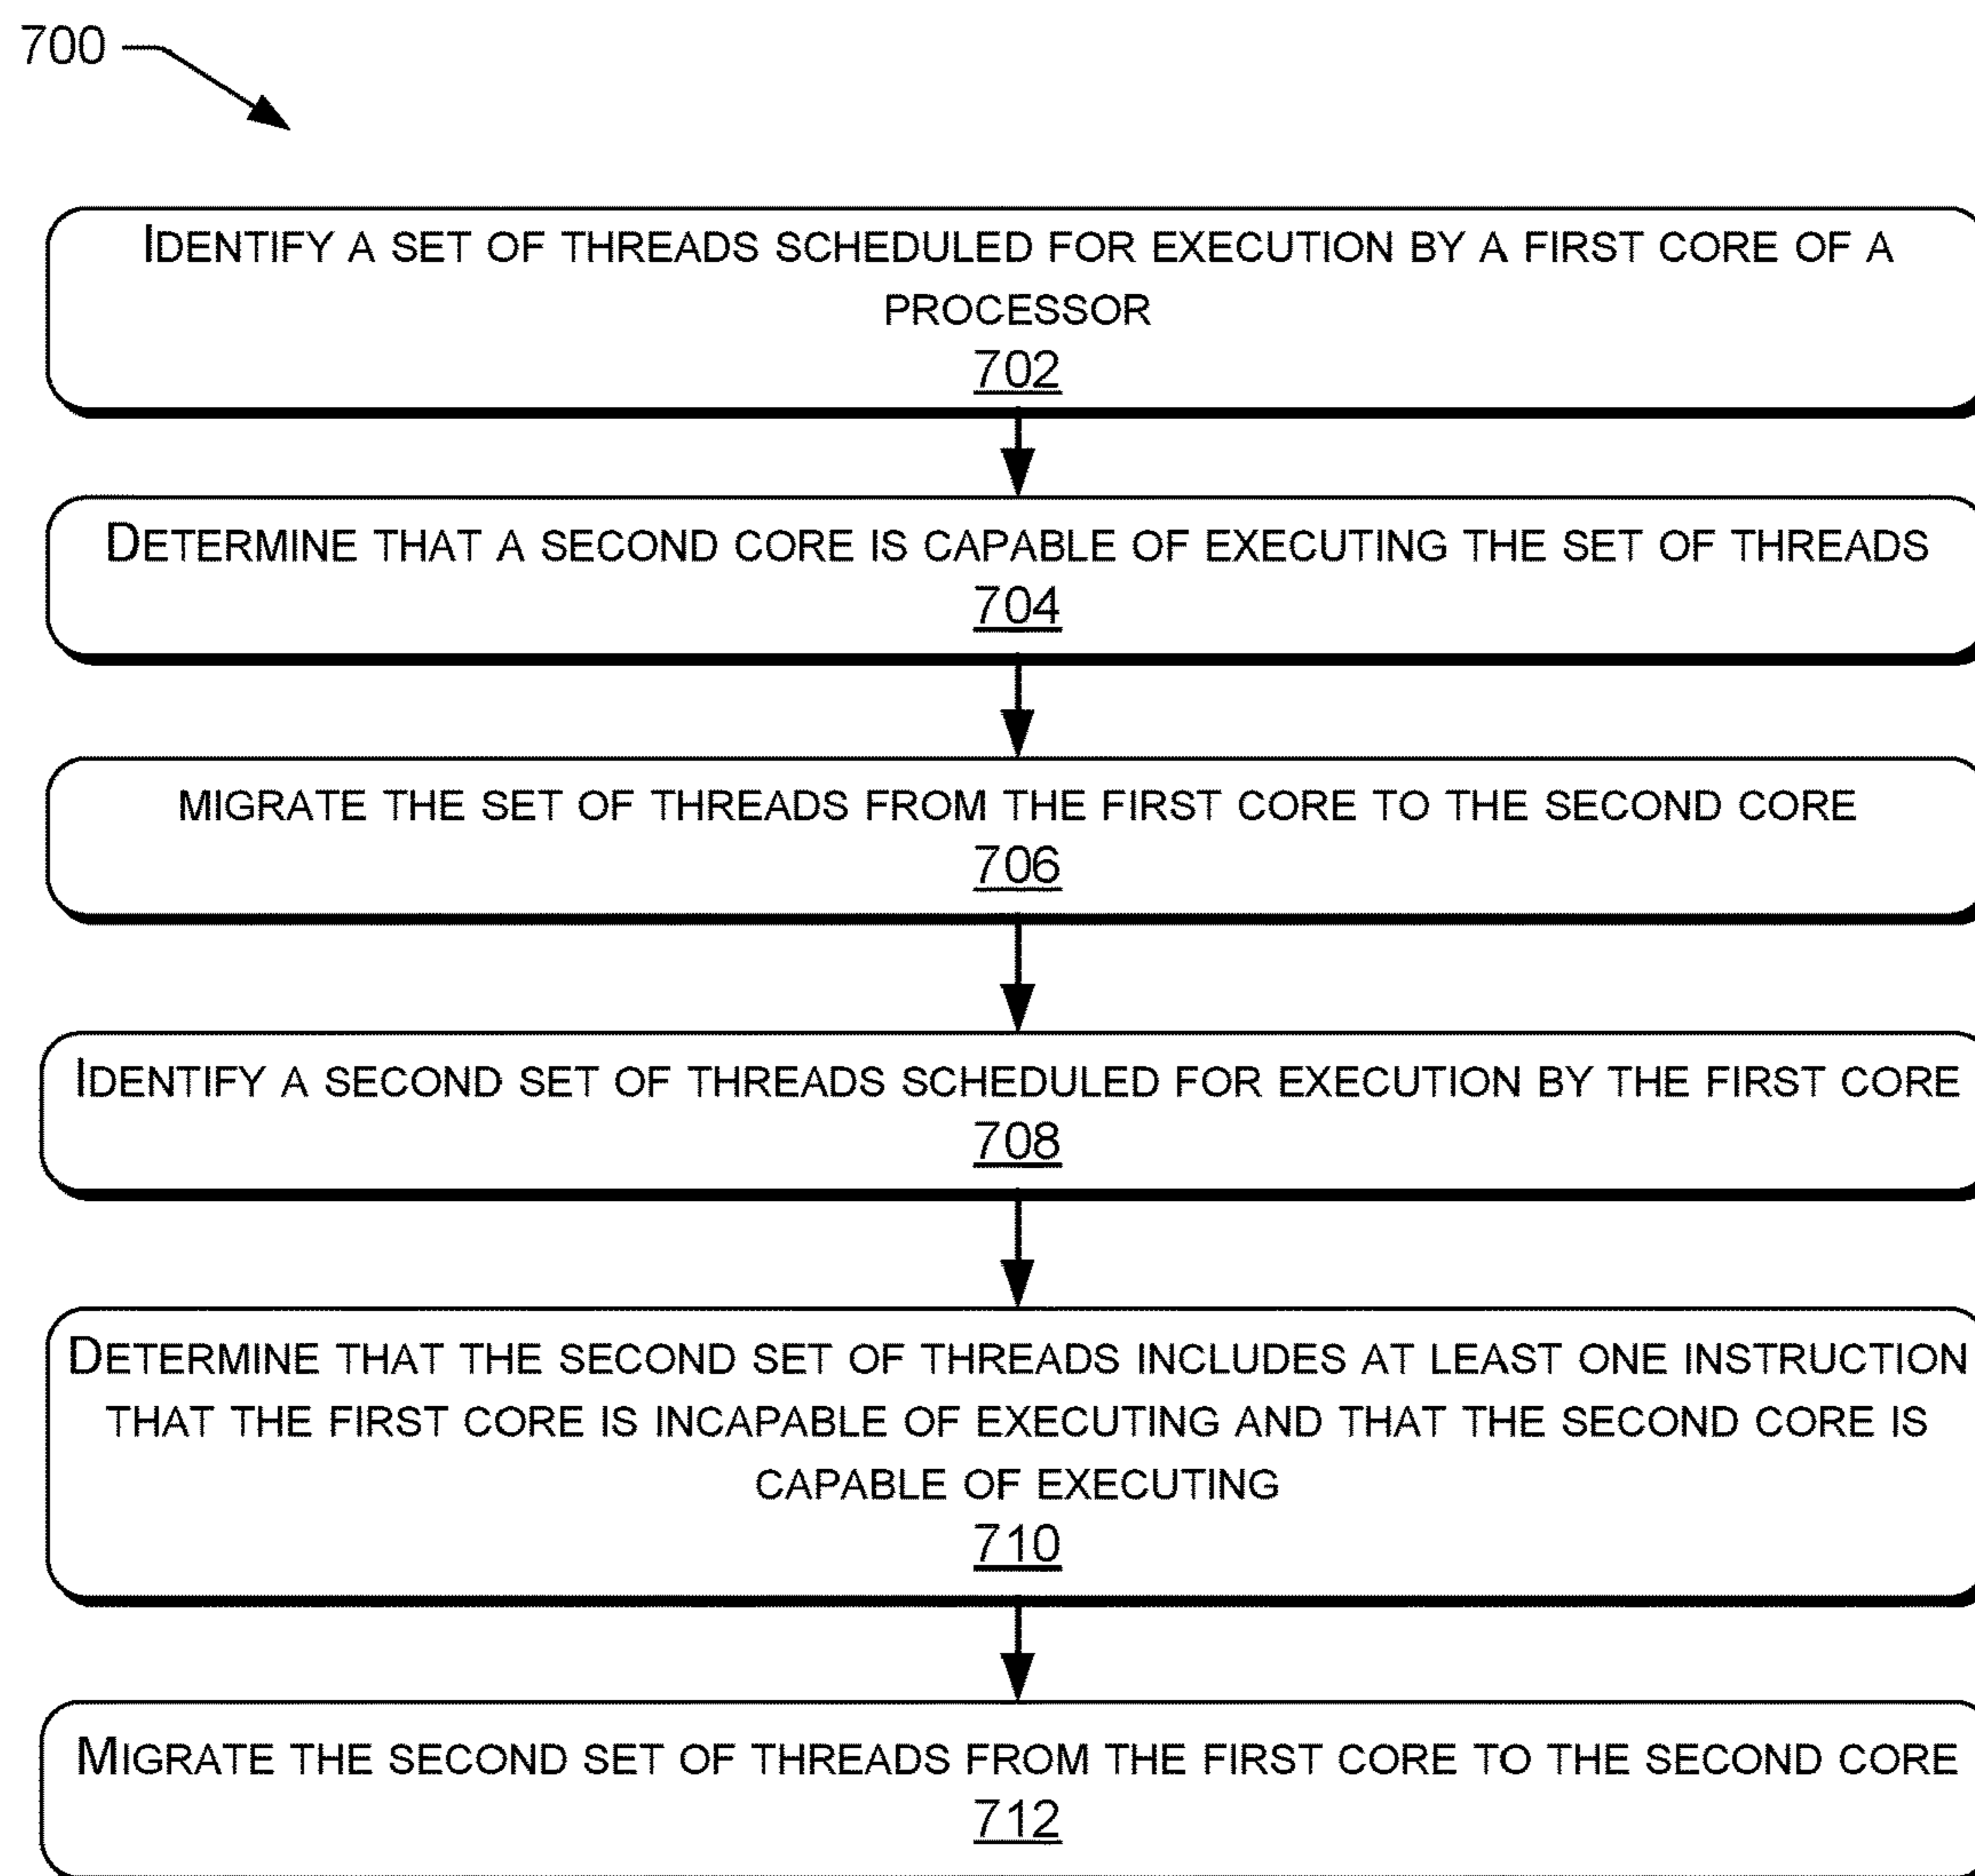 700
IDENTIFY A SET OF THREADS SCHEDULED FOR EXECUTION BY A FIRST CORE OF A
PROCESSOR
702
DETERMINE THAT A SECOND CORE IS CAPABLE OF EXECUTING THE SET OF THREADS
704
MIGRATE THE SET OF THREADS FROM THE FIRST CORE TO THE SECOND CORE
706
IDENTIFY A SECOND SET OF THREADS SCHEDULED FOR EXECUTION BY THE FIRST CORE
708
DETERMINE THAT THE SECOND SET OF THREADS INCLUDES AT LEAST ONE INSTRUCTION
THAT THE FIRST CORE IS INCAPABLE OF EXECUTING AND THAT THE SECOND CORE IS
CAPABLE OF EXECUTING
710
MIGRATE THE SECOND SET OF THREADS FROM THE FIRST CORE TO THE SECOND CORE
712